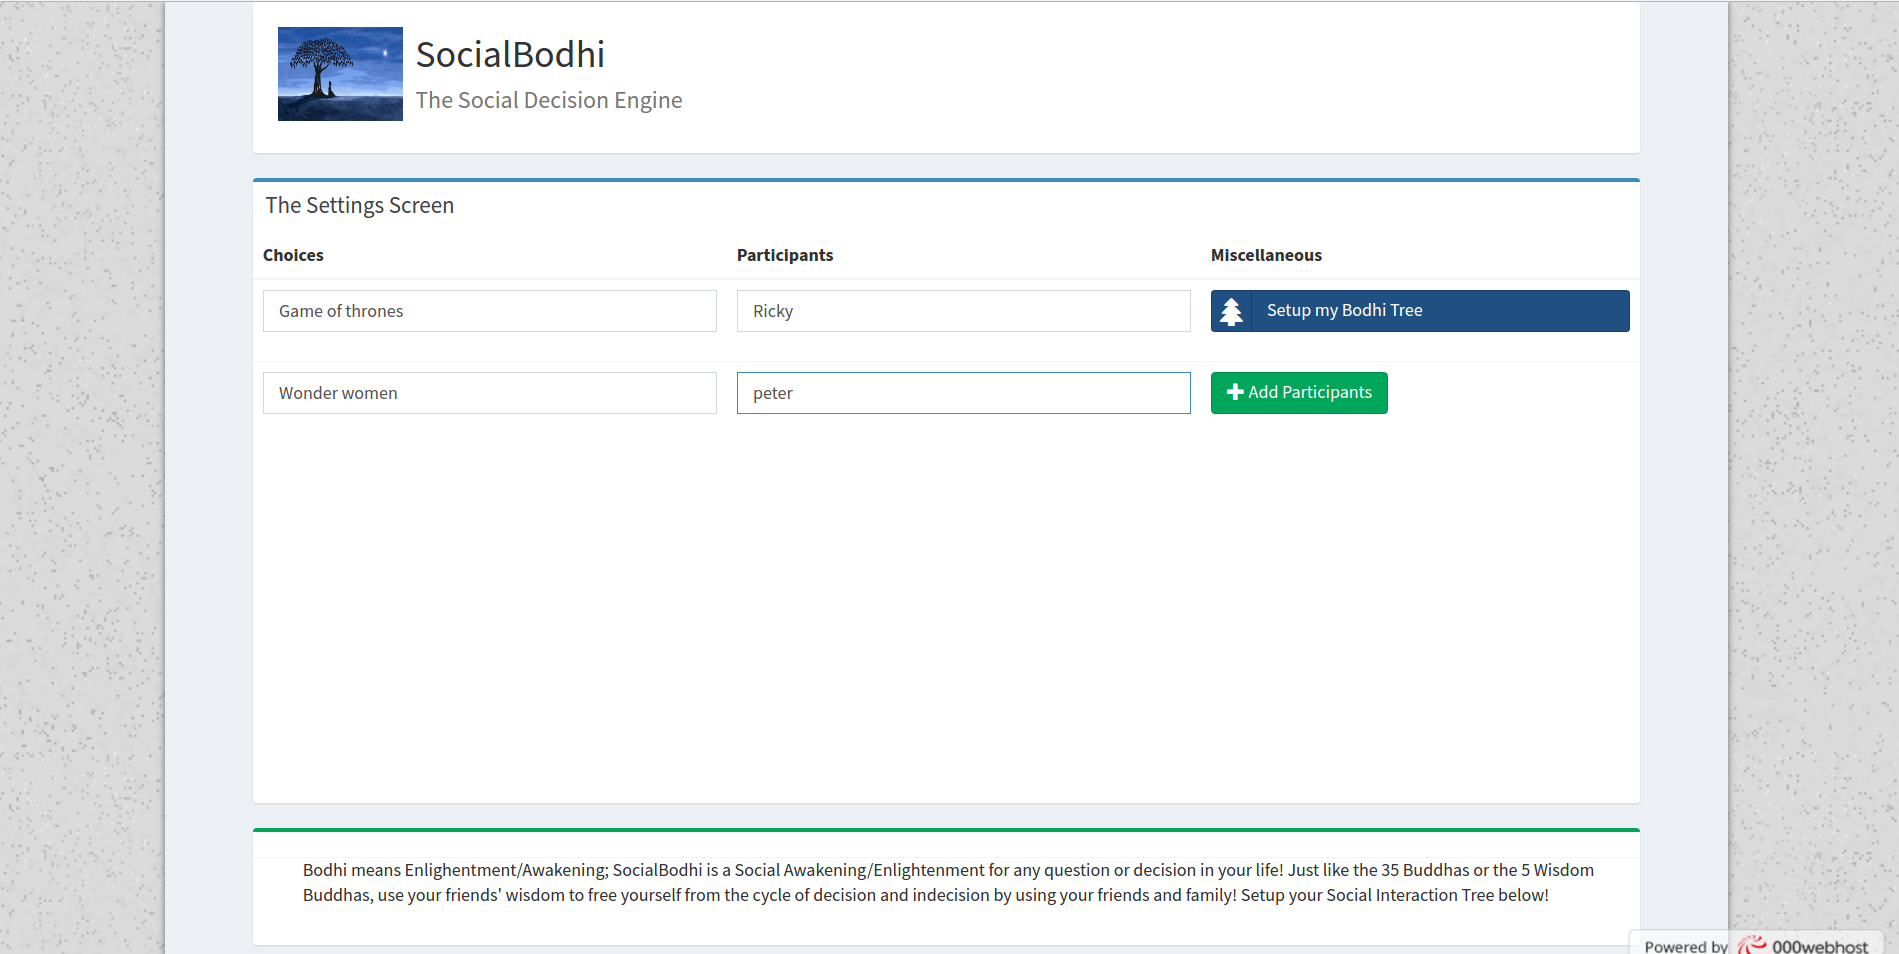 SocialBodhi
The Social Decision Engine
The Settings Screen
Choices Participants Miscellaneous
Game of thrones Ricky Setup my Bodhi Tree
Wonder women peter Add Participants
Bodhi means Enlighentment/Awakening; SocialBodhi is a Social Awakening/Enlightenment for any question or decision in your life! Just like the 35 Buddhas or the 5 Wisdom
Buddhas, use your friends' wisdom to free yourself from the cycle of decision and indecision by using your friends and family! Setup your Social Interaction Tree below!
Powered by 000webhost